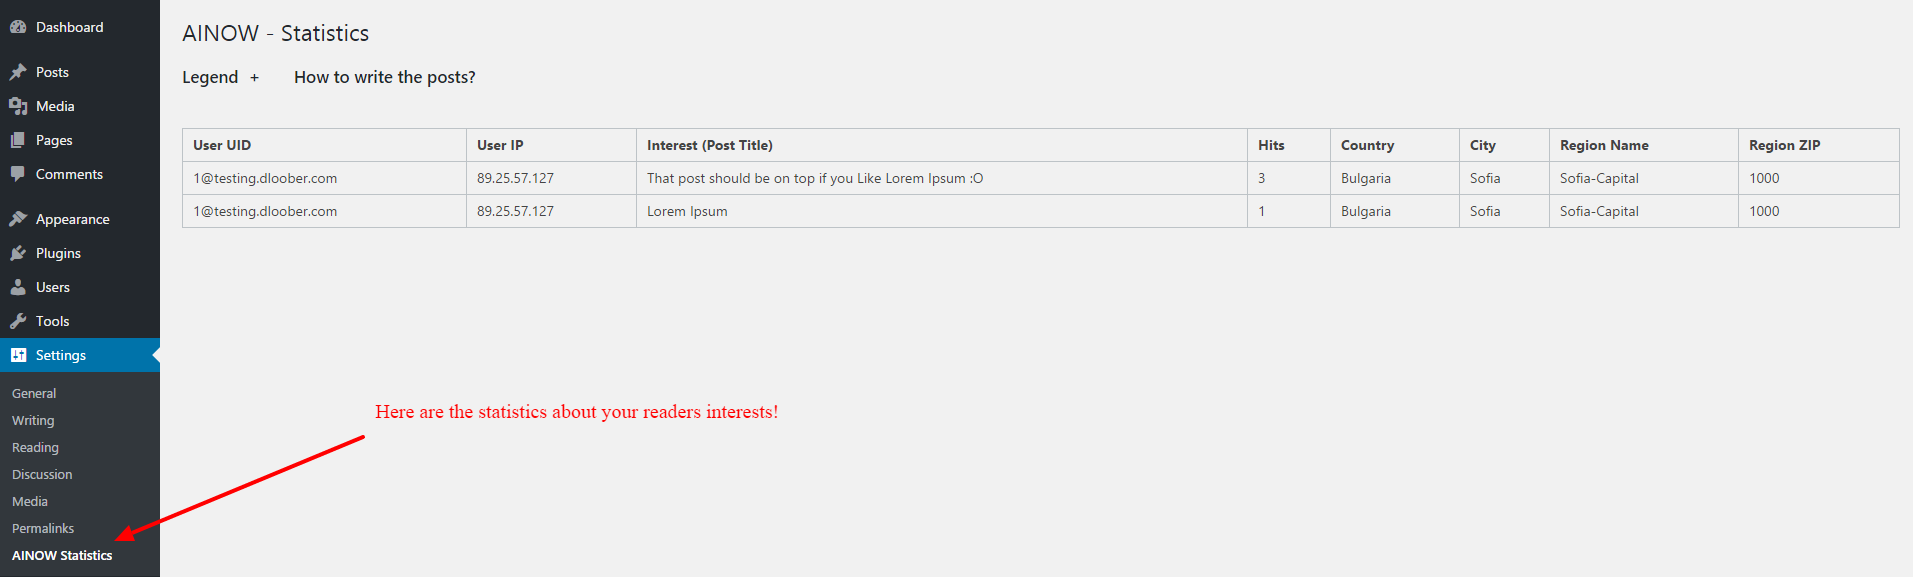 Dashboard
Posts
Media
Pages
Comments
Appearance
Plugins
Users
Tools
Settings
General
Writing
Reading
Discussion
Media
Permalinks
AINOW Statistics
AINOW - Statistics
Legend + How to write the posts?
User UID User IP Interest (Post Title) Hits Country City Region Name Region ZIP
1@testing.dloober.com 89.25.57.127 That post should be on top if you Like Lorem Ipsum :O 3 Bulgaria Sofia Sofia-Capital 1000
1@testing.dloober.com 89.25.57.127 Lorem Ipsum 1 Bulgaria Sofia Sofia-Capital 1000
Here are the statistics about your readers interests!